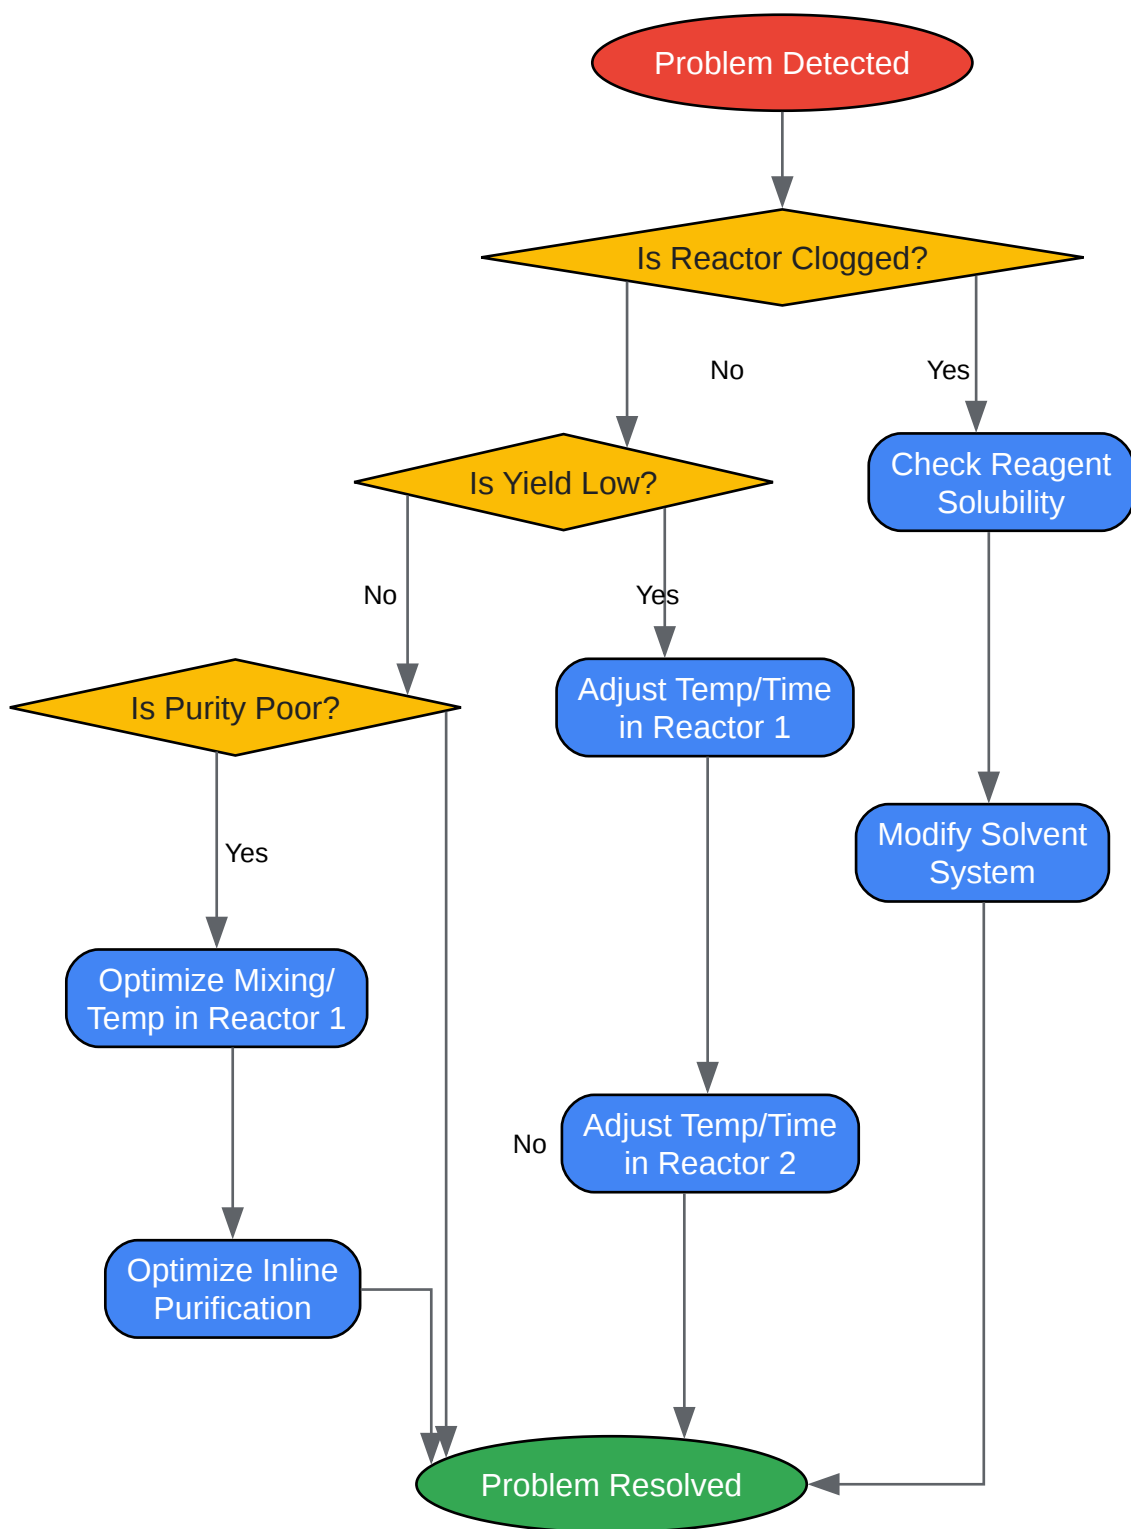 Problem Detected
Is Reactor Clogged?
No
Yes
Is Yield Low?
Check Reagent
Solubility
No
Yes
Is Purity Poor?
Adjust Temp/Time
in Reactor 1
Yes
Modify Solvent
System
Optimize Mixing/
Temp in Reactor 1
No
Adjust Temp/Time
in Reactor 2
Optimize Inline
Purification
Problem Resolved